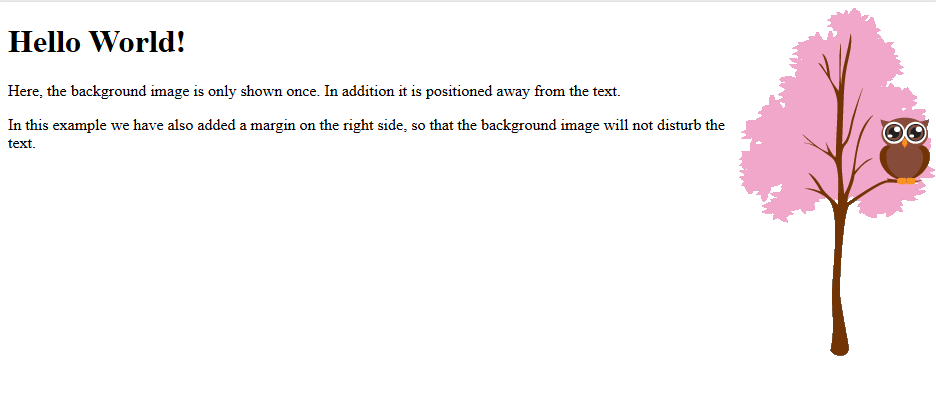 Hello World!
Here, the background image is only shown once. In addition it is positioned away from the text.
In this example we have also added a margin on the right side, so that the background image will not disturb the
text.